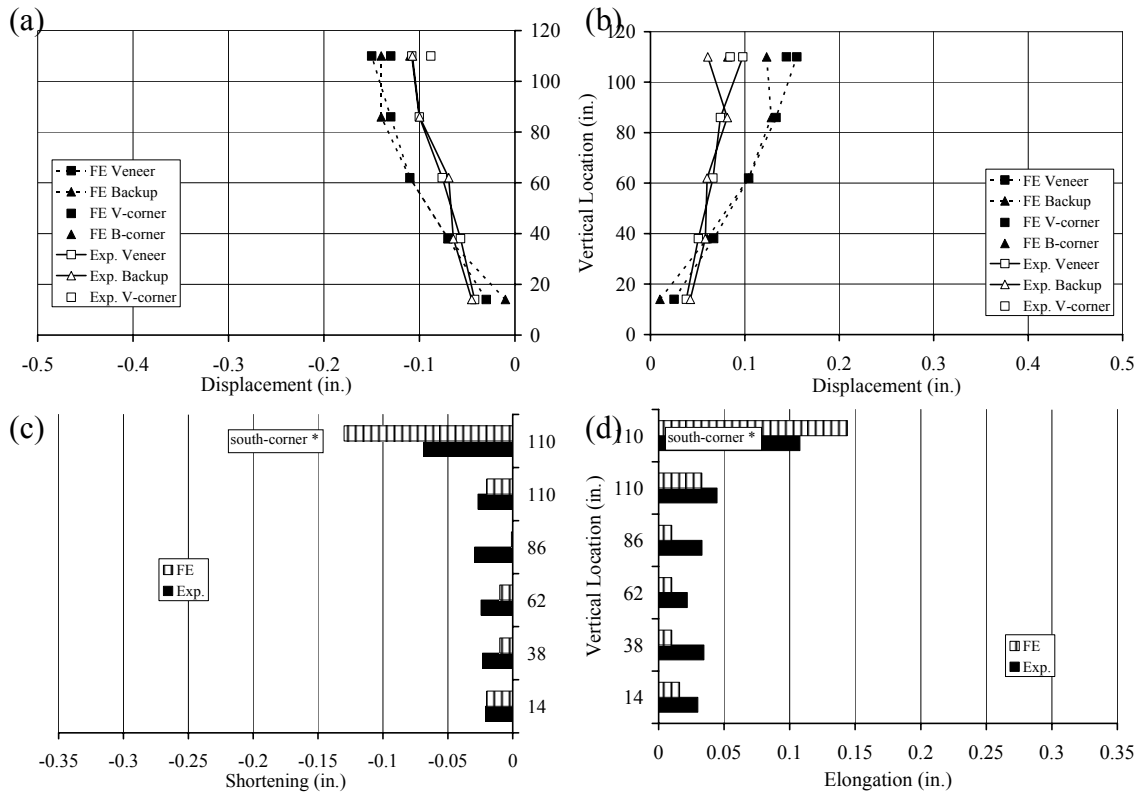 (a)
120
100
80
60
40
20
0
FE Veneer
FE Backup
FE V-corner
FE B-corner
Exp. Veneer
Exp. Backup
Exp. V-corner
-0.5 -0.4 -0.3 -0.2 -0.1 0
Displacement (in.)
(b)
Vertical Location (in.)
120
100
80
60
40
20
0
FE Veneer
FE Backup
FE V-corner
FE B-corner
Exp. Veneer
Exp. Backup
Exp. V-corner
0 0.1 0.2 0.3 0.4 0.5
Displacement (in.)
(c)
south-corner *
110
110
86
62
38
14
FE
Exp.
-0.35 -0.3 -0.25 -0.2 -0.15 -0.1 -0.05 0
Shortening (in.)
(d)
Vertical Location (in.)
south-corner *
110
110
86
62
38
14
FE
Exp.
0 0.05 0.1 0.15 0.2 0.25 0.3 0.35
Elongation (in.)